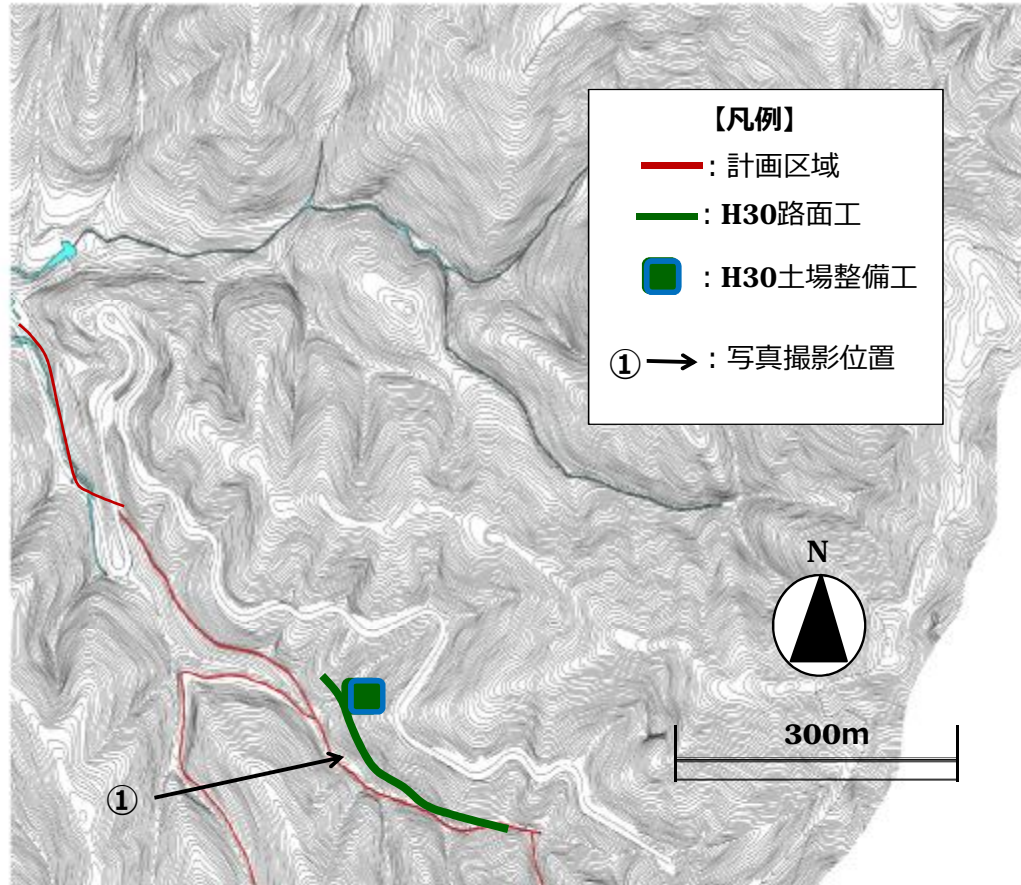 【凡例】
: 計画区域
: H30路面工
: H30土場整備工
① : 写真撮影位置
N
300m
①